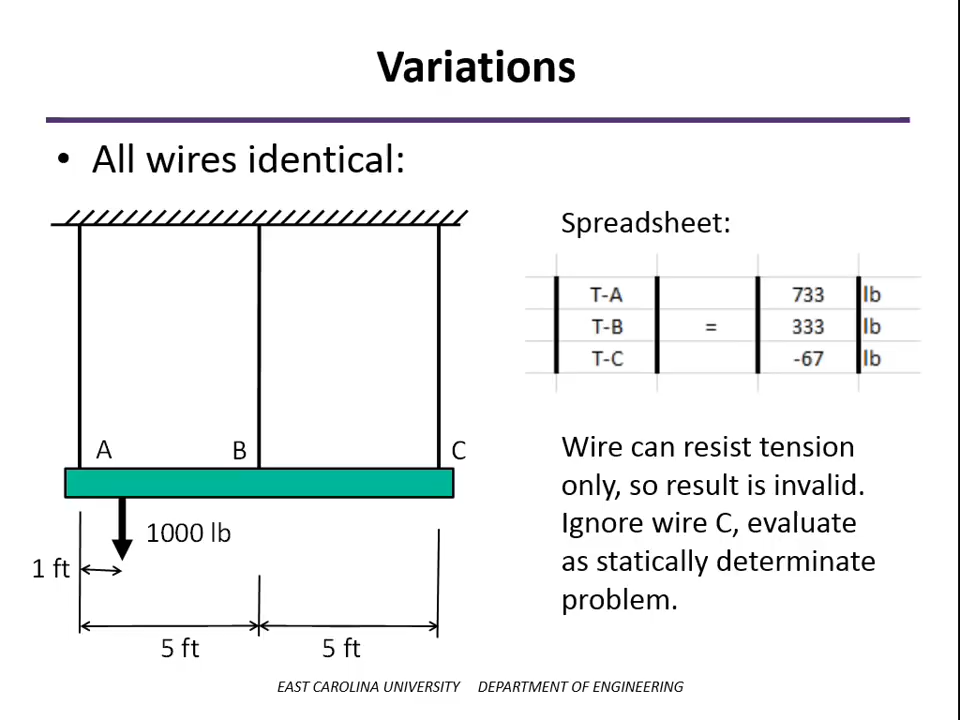 Variations
• All wires identical:
Spreadsheet:
T-A 733 lb
T-B = 333 lb
T-C -67 lb
A B C
Wire can resist tension
only, so result is invalid.
Ignore wire C, evaluate
as statically determinate
problem.
1000 lb
1 ft
5 ft 5 ft
EAST CAROLINA UNIVERSITY DEPARTMENT OF ENGINEERING